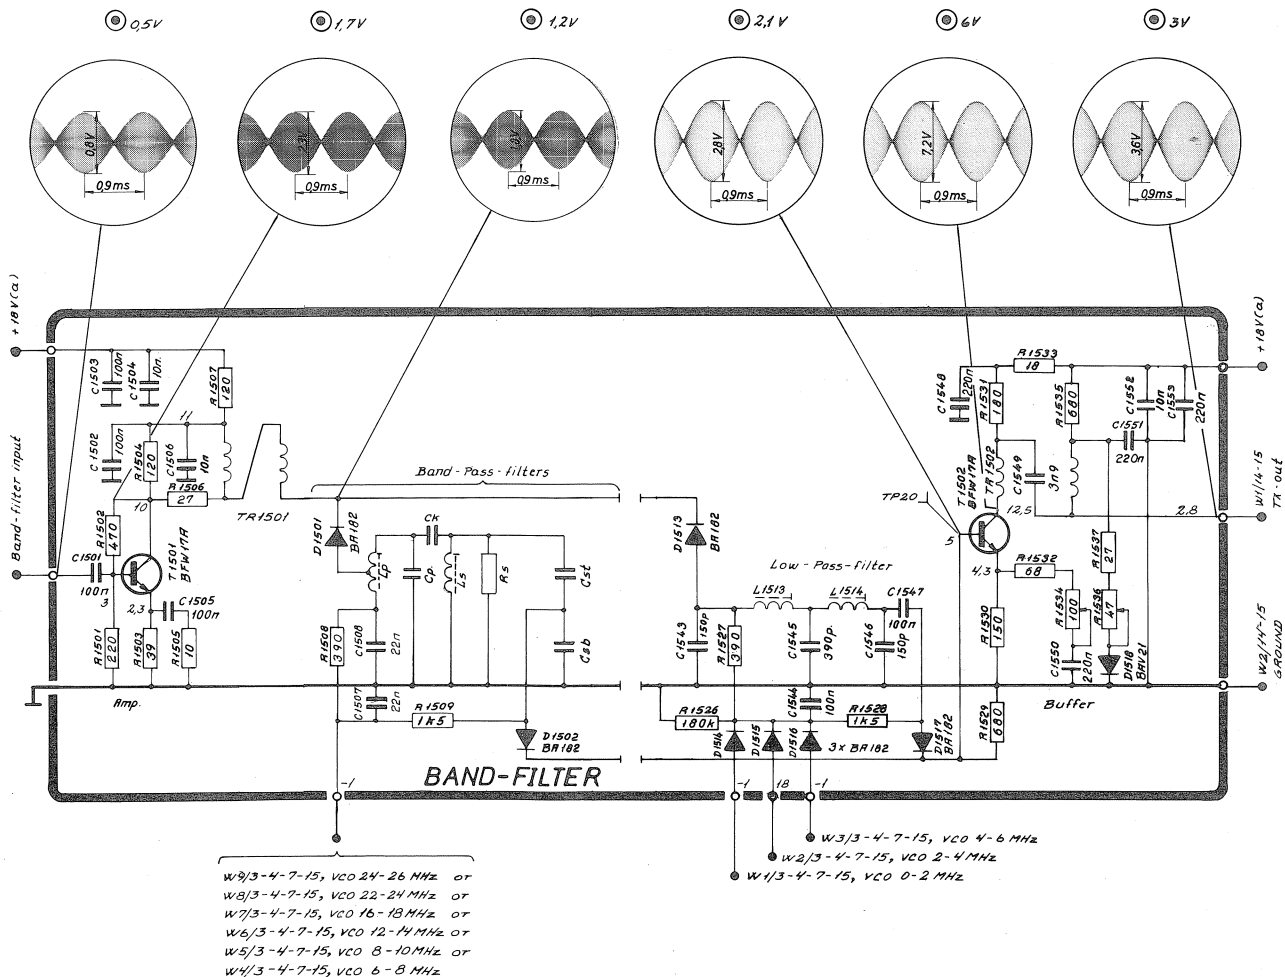 0,5V
1,7V
1,2V
2,1V
6V
3V
0,8V
0,9ms
2,3V
0,9ms
0,9ms
2,8V
0,9ms
7,2V
0,9ms
3,6V
0,9ms
+18V(a)
+18V(a)
C1503
100n
C1504
10n.
R1507
120
11
C1502
100n
R1504
120
C1506
10n
R1506
27
10
TR1501
Band-filter input
R1502
470
C1501
100n
3
T1501
BFW17A
2,3
C1505
100n
R1501
220
R1503
39
R1505
10
Amp.
Band-Pass-filters
D1501
BA182
Lp
Cp.
Ck
Ls
Rs
Cst
Csb
R1508
390
C1508
22n
C1507
22n
R1509
1k5
D1502
BA182
D1513
BA182
Low-Pass-filter
L1513
L1514
C1547
100n
C1543
150p
R1527
390
C1545
390p.
C1546
150p
R1526
180k
C1544
100n
R1528
1k5
D1514
D1515
D1516
3x BA182
D1517
BA182
TP20
5
C1548
220n
R1531
180
R1533
18
R1535
680
C1552
10n
C1553
220n
C1551
220n
T1502
BFW17A
TR1502
C1549
3n9
12,5
2,8
W1/14-15
TX-out
4,3
R1532
68
R1537
27
R1530
150
R1534
100
R1536
47
C1550
220n
D1518
BAV21
W2/14-15
GROUND
R1529
680
Buffer
BAND-FILTER
-1
-1
18
-1
W3/3-4-7-15, VCO 4-6 MHz
W2/3-4-7-15, VCO 2-4 MHz
W1/3-4-7-15, VCO 0-2 MHz
W9/3-4-7-15, VCO 24-26 MHz or
W8/3-4-7-15, VCO 22-24 MHz or
W7/3-4-7-15, VCO 16-18 MHz or
W6/3-4-7-15, VCO 12-14 MHz or
W5/3-4-7-15, VCO 8-10 MHz or
W4/3-4-7-15, VCO 6-8 MHz